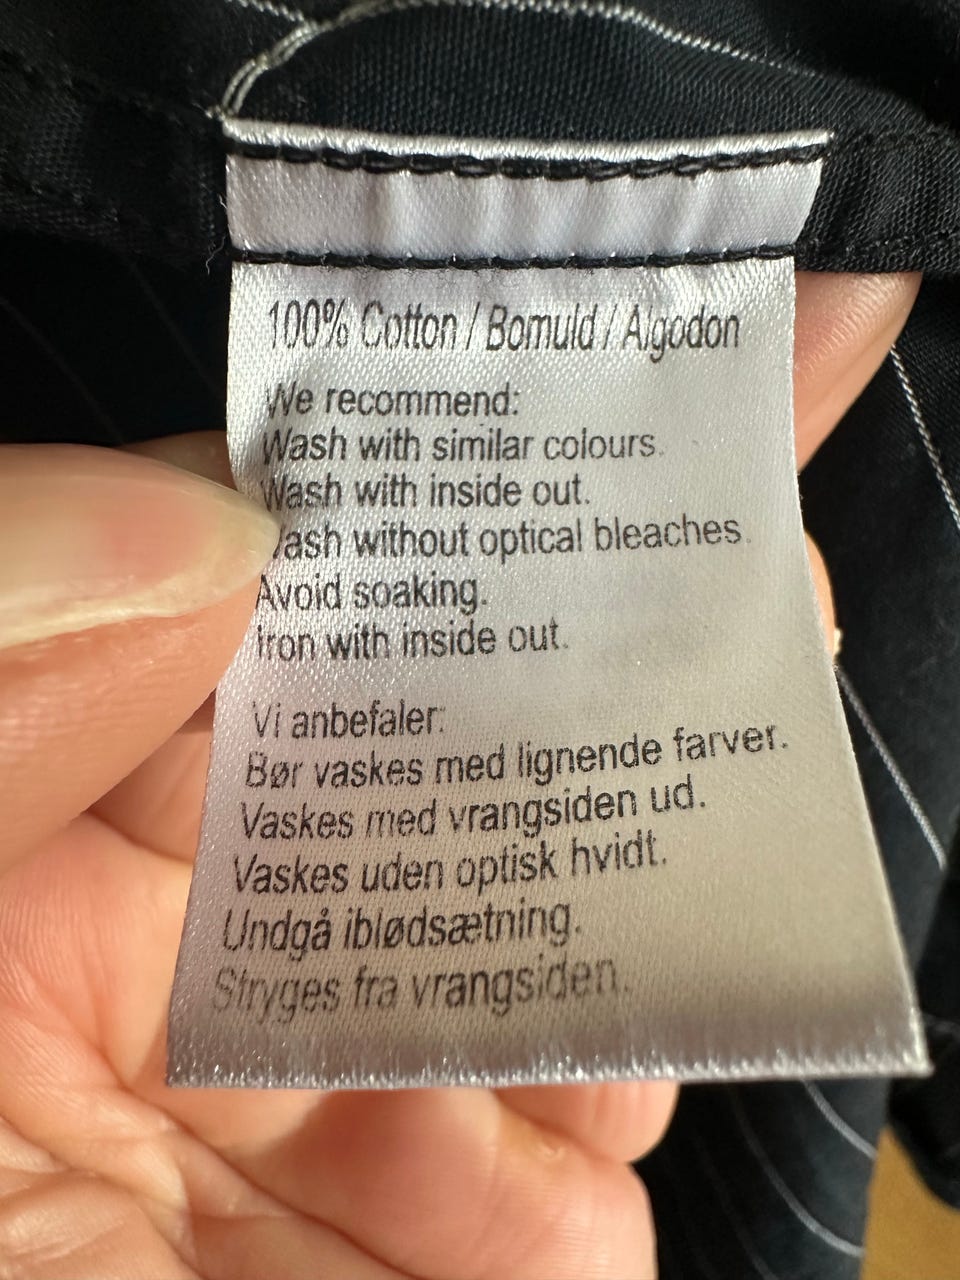 100% Cotton / Bomuld / Algodon
We recommend:
Wash with similar colours.
Wash with inside out.
Wash without optical bleaches.
Avoid soaking.
Iron with inside out.
Vi anbefaler:
Bør vaskes med lignende farver.
Vaskes med vrangsiden ud.
Vaskes uden optisk hvidt.
Undgå iblødsætning.
Stryges fra vrangsiden.